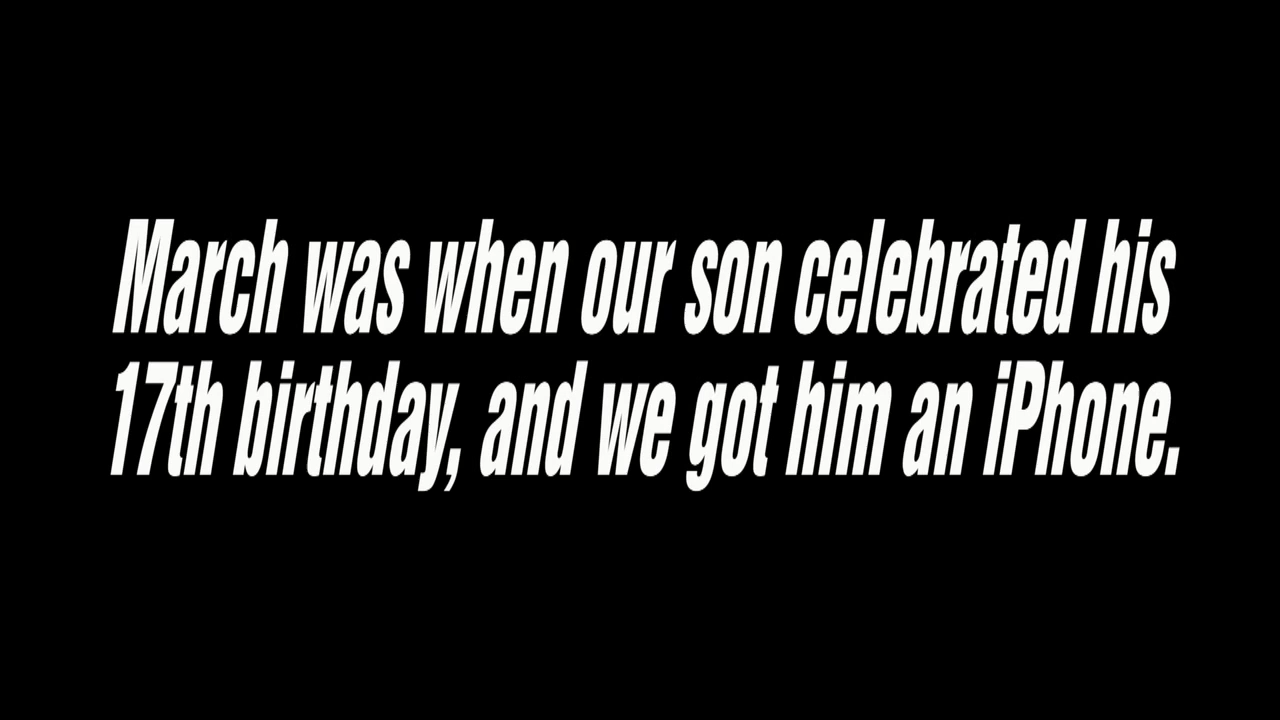 March was when our son celebrated his
17th birthday, and we got him an iPhone.